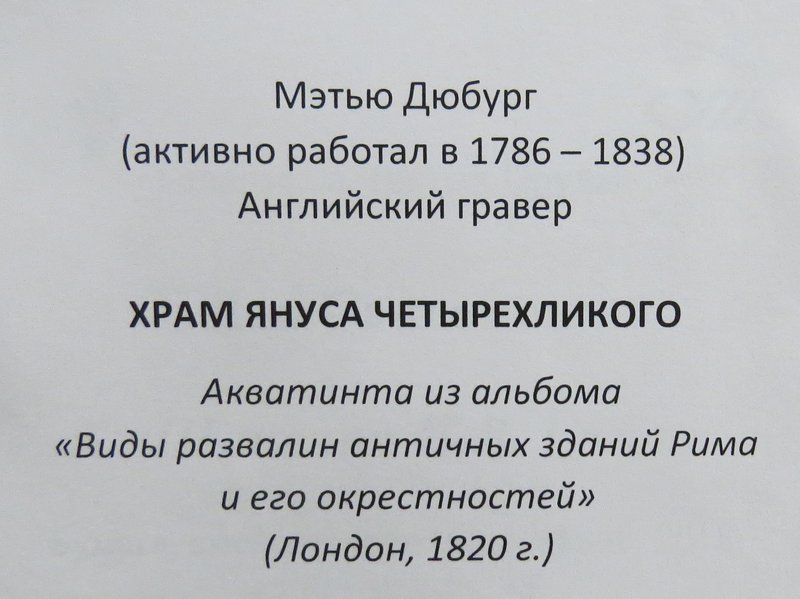 Мэтью Дюбург
(активно работал в 1786 – 1838)
Английский гравер
ХРАМ ЯНУСА ЧЕТЫРЕХЛИКОГО
Акватинта из альбома
«Виды развалин античных зданий Рима
и его окрестностей»
(Лондон, 1820 г.)